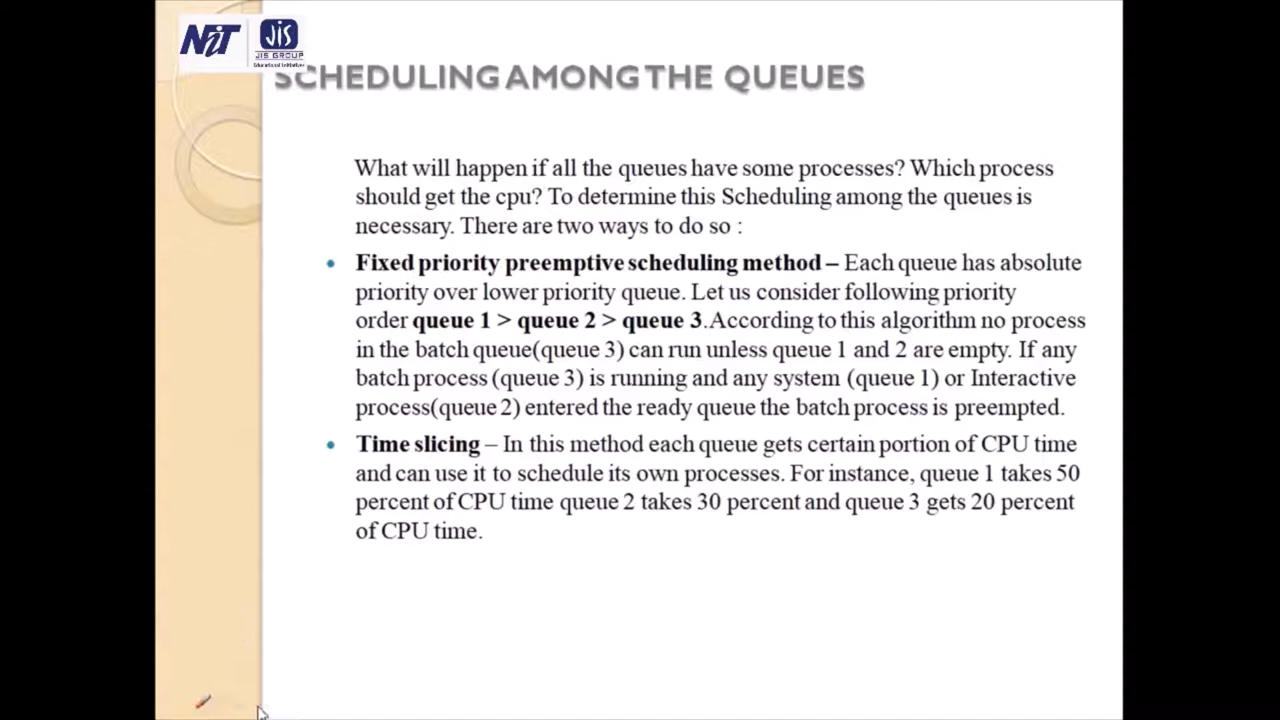 NiT
JIS
JIS GROUP
Educational Initiatives
SCHEDULING AMONG THE QUEUES
What will happen if all the queues have some processes? Which process
should get the cpu? To determine this Scheduling among the queues is
necessary. There are two ways to do so :
• Fixed priority preemptive scheduling method – Each queue has absolute
priority over lower priority queue. Let us consider following priority
order queue 1 > queue 2 > queue 3.According to this algorithm no process
in the batch queue(queue 3) can run unless queue 1 and 2 are empty. If any
batch process (queue 3) is running and any system (queue 1) or Interactive
process(queue 2) entered the ready queue the batch process is preempted.
• Time slicing – In this method each queue gets certain portion of CPU time
and can use it to schedule its own processes. For instance, queue 1 takes 50
percent of CPU time queue 2 takes 30 percent and queue 3 gets 20 percent
of CPU time.